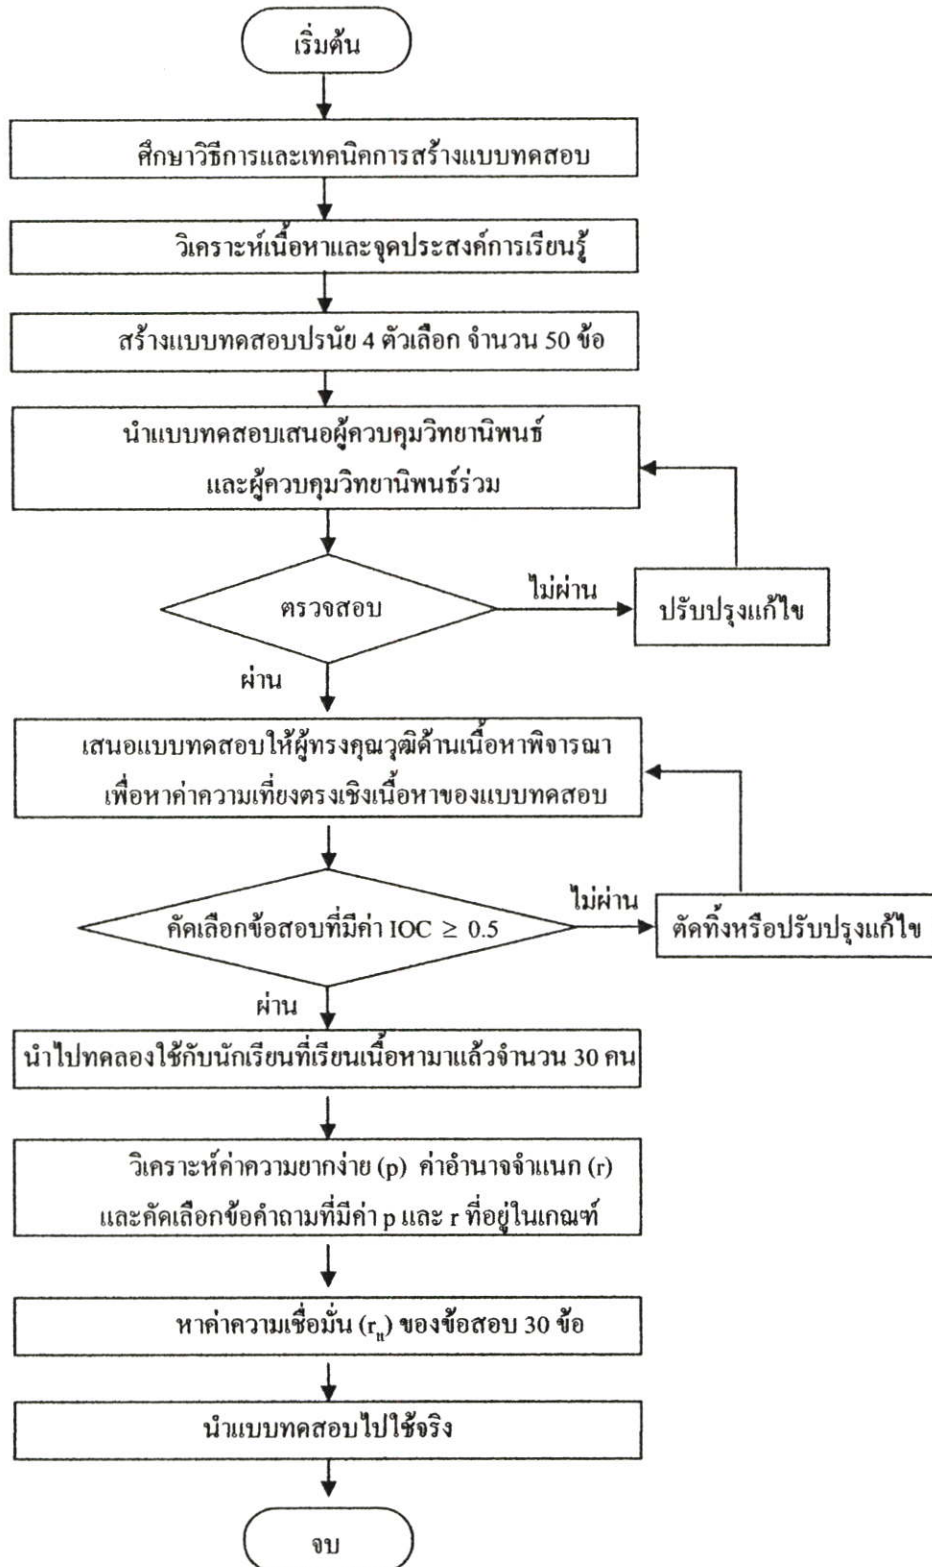 เริ่มต้น
ศึกษาวิธีการและเทคนิคการสร้างแบบทดสอบ
วิเคราะห์เนื้อหาและจุดประสงค์การเรียนรู้
สร้างแบบทดสอบปรนัย 4 ตัวเลือก จำนวน 50 ข้อ
นำแบบทดสอบเสนอผู้ควบคุมวิทยานิพนธ์
และผู้ควบคุมวิทยานิพนธ์ร่วม
ตรวจสอบ
ไม่ผ่าน
ปรับปรุงแก้ไข
ผ่าน
เสนอแบบทดสอบให้ผู้ทรงคุณวุฒิด้านเนื้อหาพิจารณา
เพื่อหาค่าความเที่ยงตรงเชิงเนื้อหาของแบบทดสอบ
คัดเลือกข้อสอบที่มีค่า IOC ≥ 0.5
ไม่ผ่าน
ตัดทิ้งหรือปรับปรุงแก้ไข
ผ่าน
นำไปทดลองใช้กับนักเรียนที่เรียนเนื้อหามาแล้วจำนวน 30 คน
วิเคราะห์ค่าความยากง่าย (p) ค่าอำนาจจำแนก (r)
และคัดเลือกข้อคำถามที่มีค่า p และ r ที่อยู่ในเกณฑ์
หาค่าความเชื่อมั่น (rₜₜ) ของข้อสอบ 30 ข้อ
นำแบบทดสอบไปใช้จริง
จบ